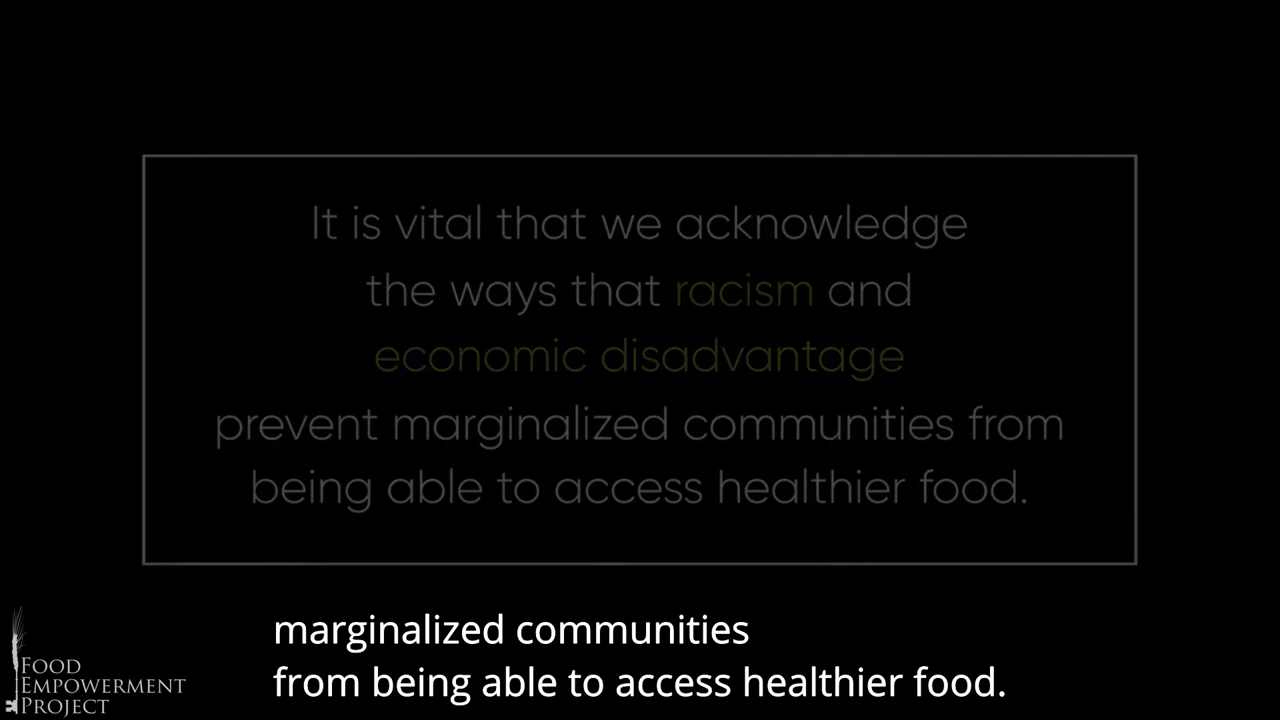 It is vital that we acknowledge
the ways that racism and
economic disadvantage
prevent marginalized communities from
being able to access healthier food.
marginalized communities
from being able to access healthier food.
FOOD
EMPOWERMENT
PROJECT